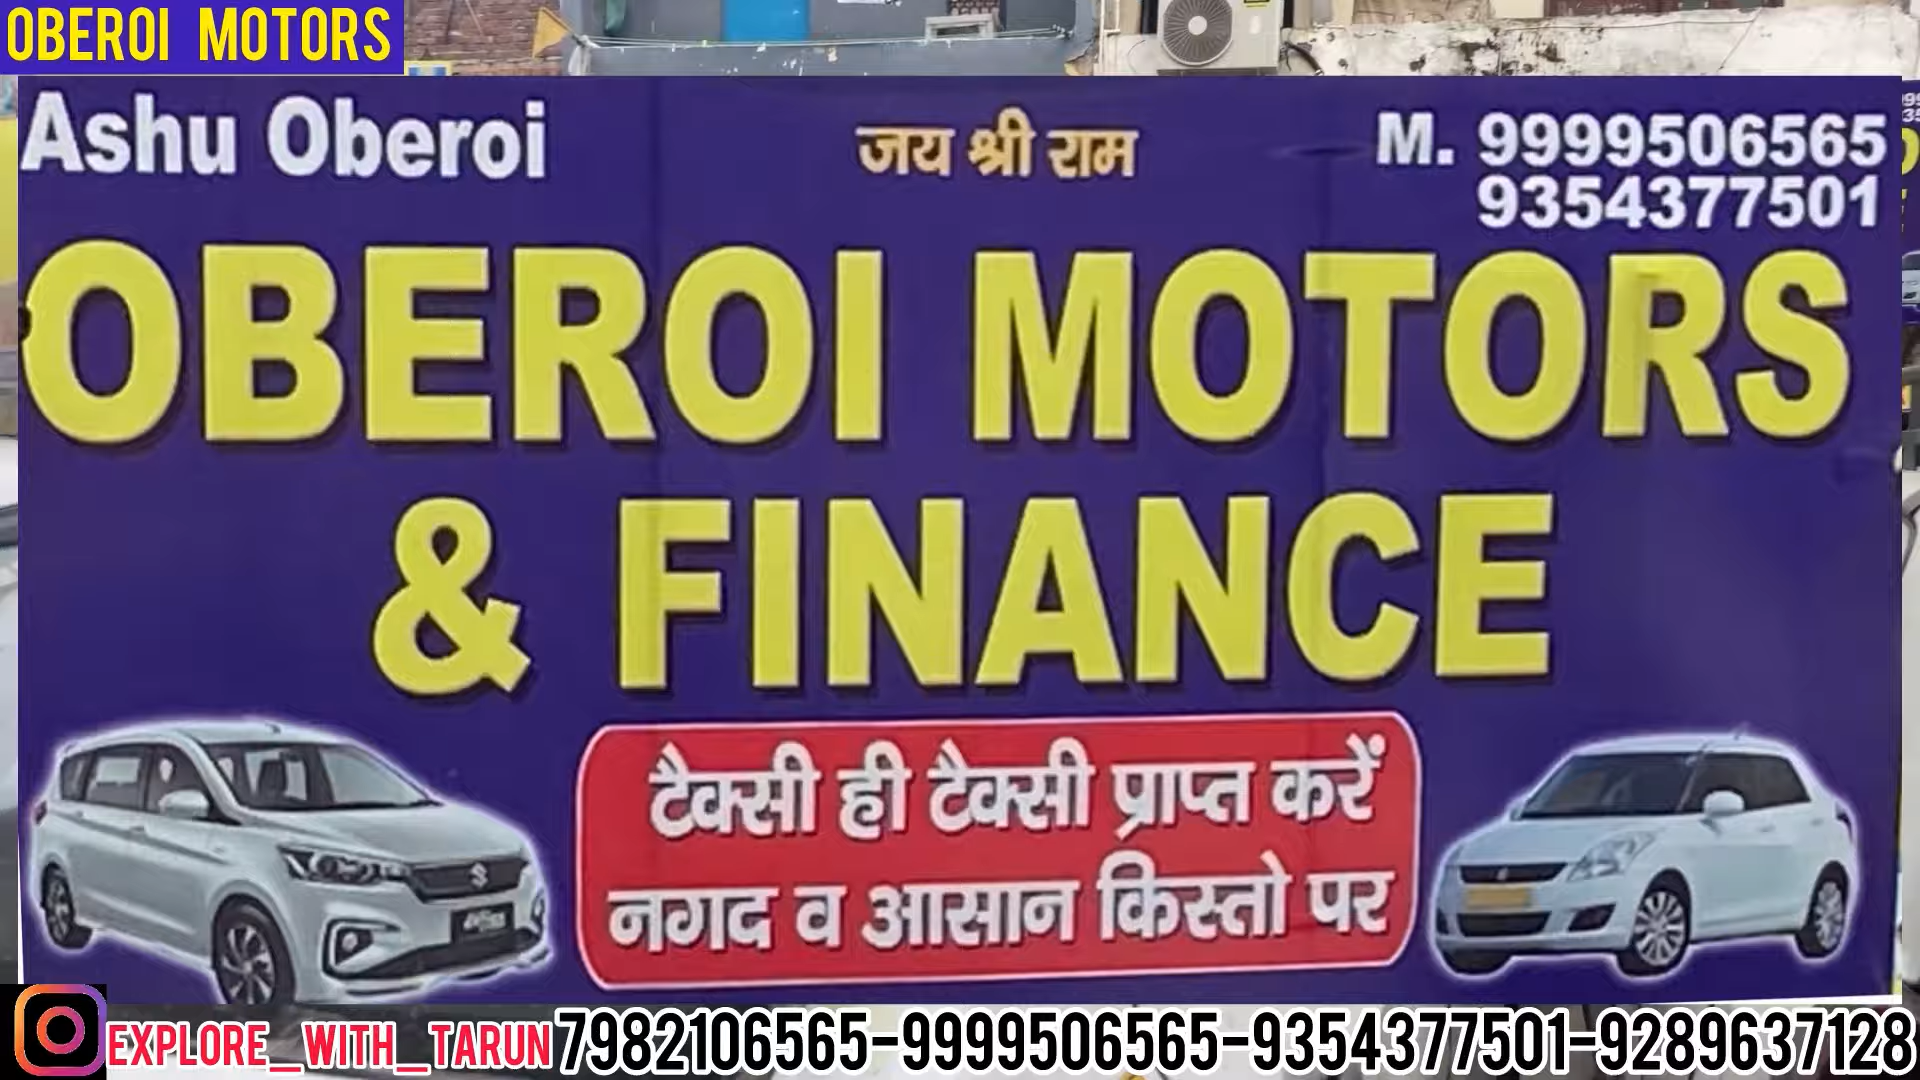 OBEROI MOTORS
Ashu Oberoi
जय श्री राम
M. 9999506565
9354377501
OBEROI MOTORS
& FINANCE
टैक्सी ही टैक्सी प्राप्त करें
नगद व आसान किस्तो पर
EXPLORE_WITH_TARUN
7982106565-9999506565-9354377501-9289637128